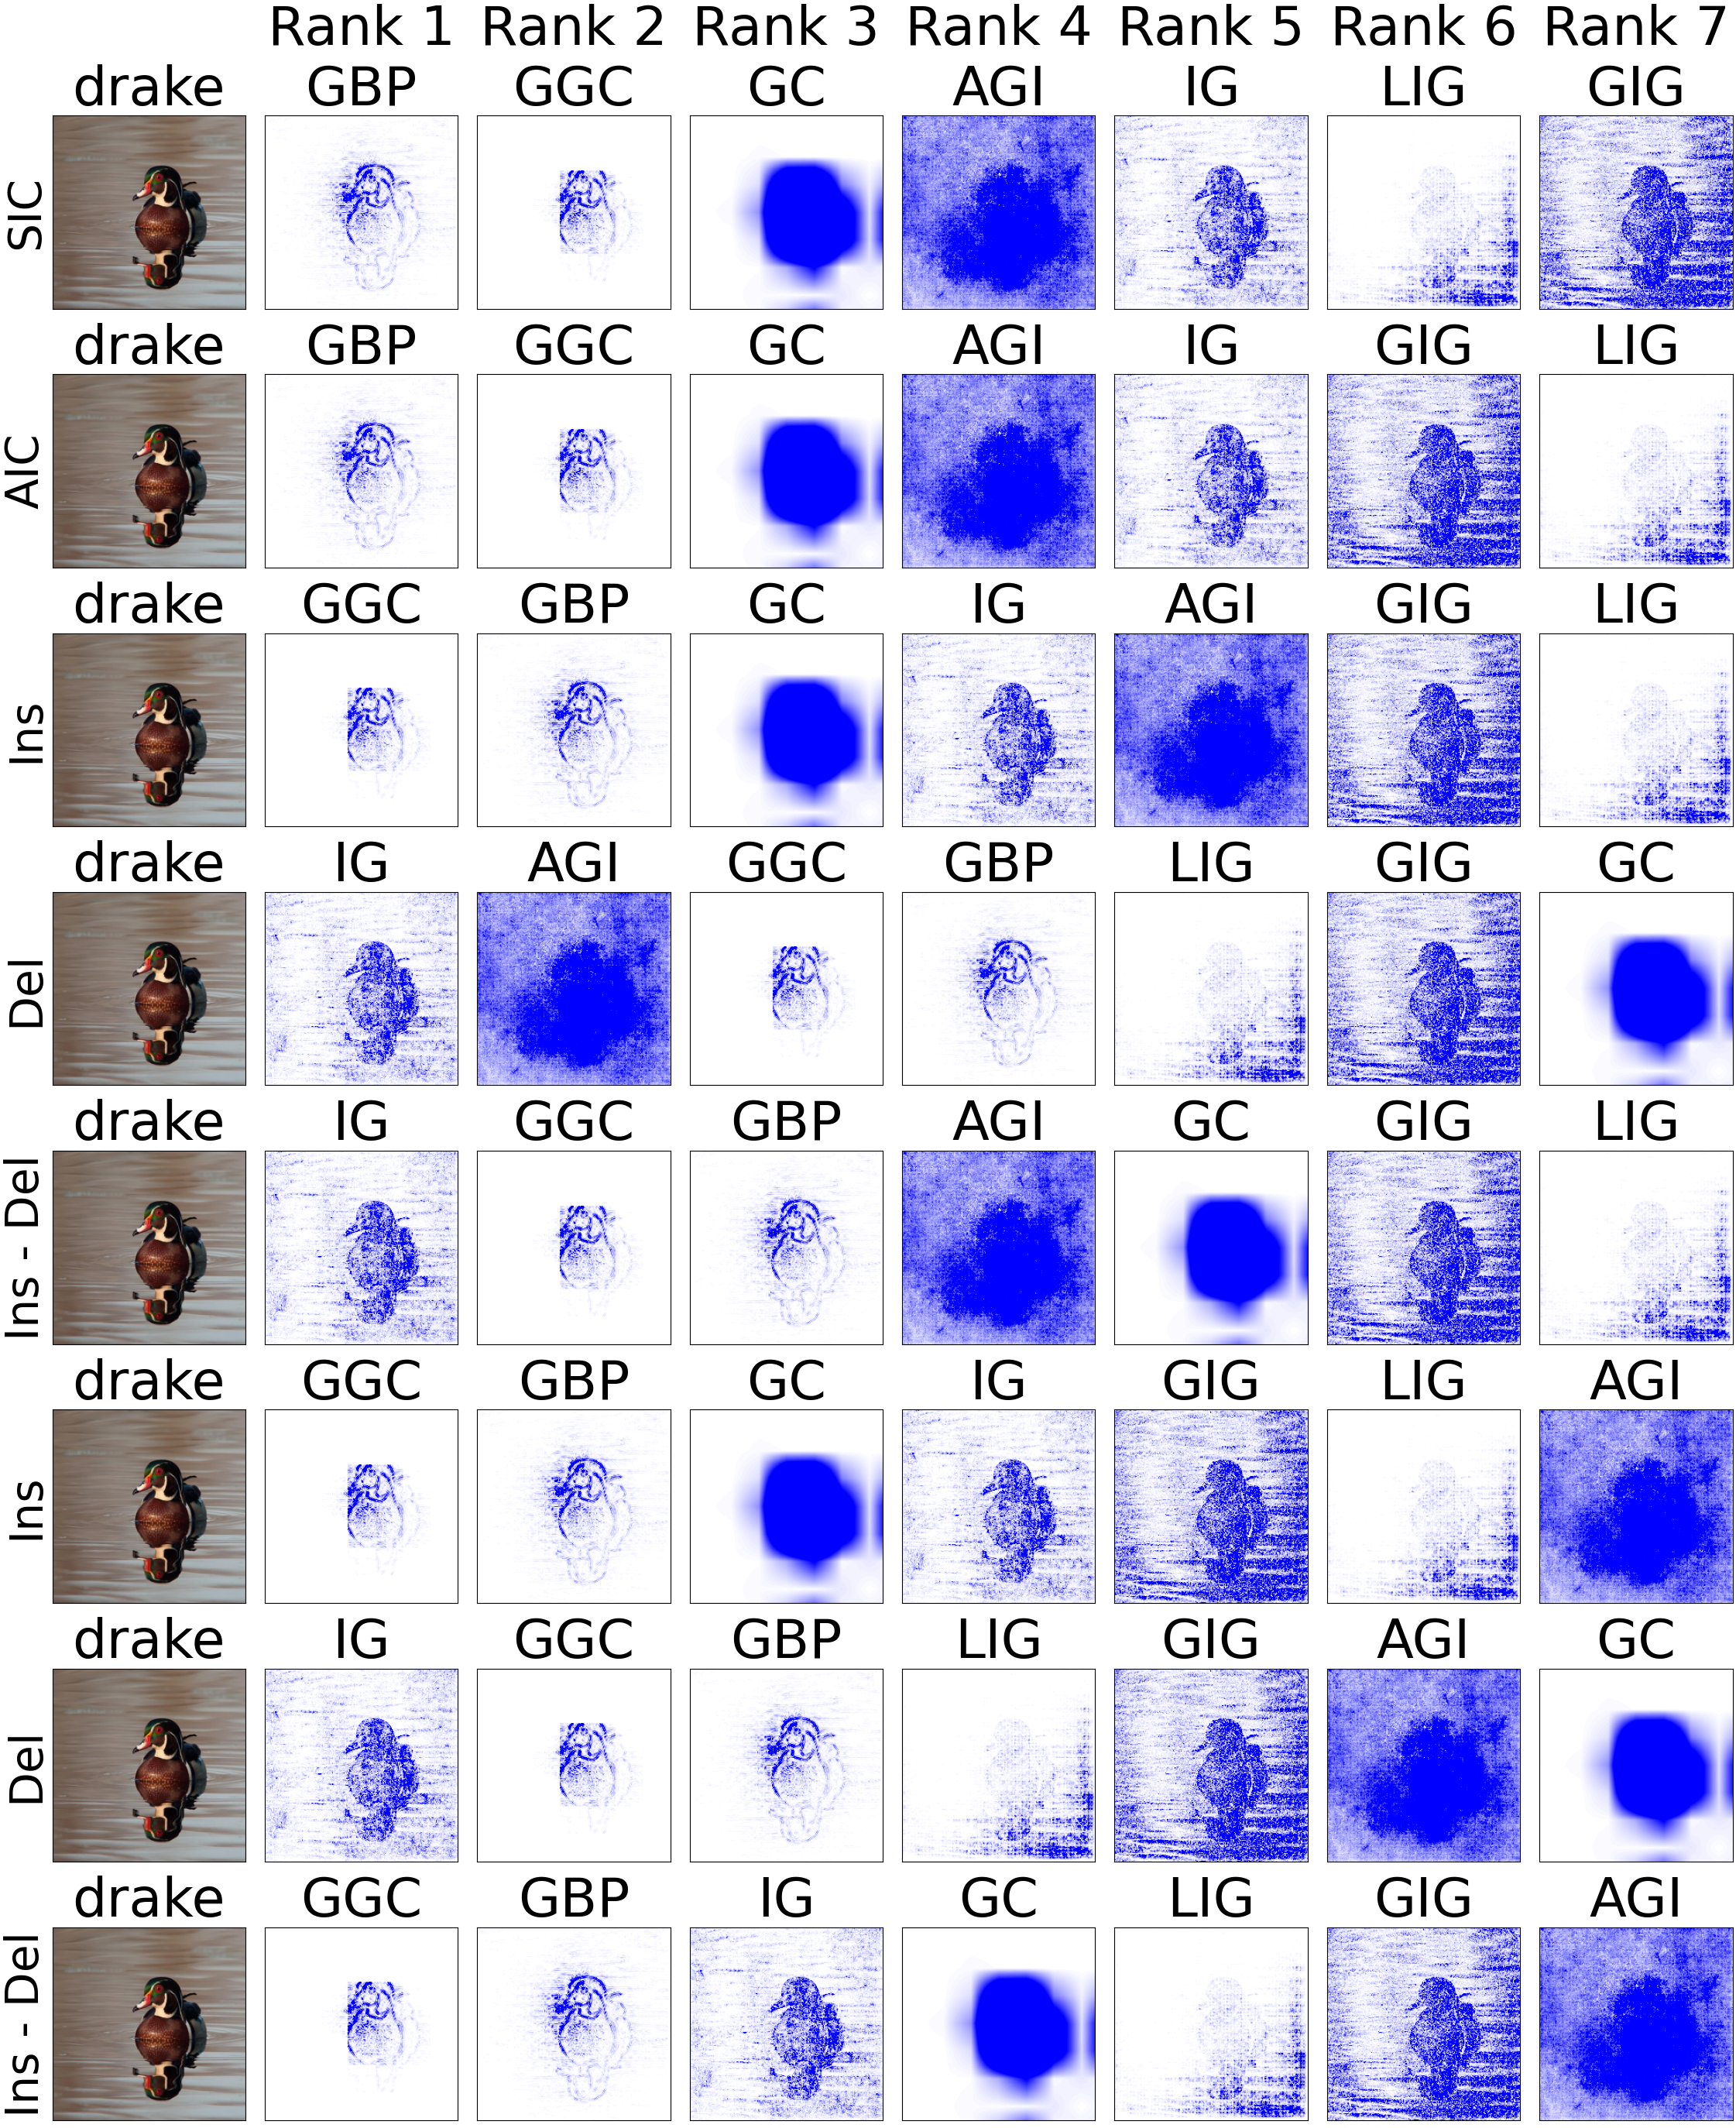 Rank 1 Rank 2 Rank 3 Rank 4 Rank 5 Rank 6 Rank 7
drake GBP GGC GC AGI IG LIG GIG
SIC
drake GBP GGC GC AGI IG GIG LIG
AIC
drake GGC GBP GC IG AGI GIG LIG
Ins
drake IG AGI GGC GBP LIG GIG GC
Del
drake IG GGC GBP AGI GC GIG LIG
Ins - Del
drake GGC GBP GC IG GIG LIG AGI
Ins
drake IG GGC GBP LIG GIG AGI GC
Del
drake GGC GBP IG GC LIG GIG AGI
Ins - Del